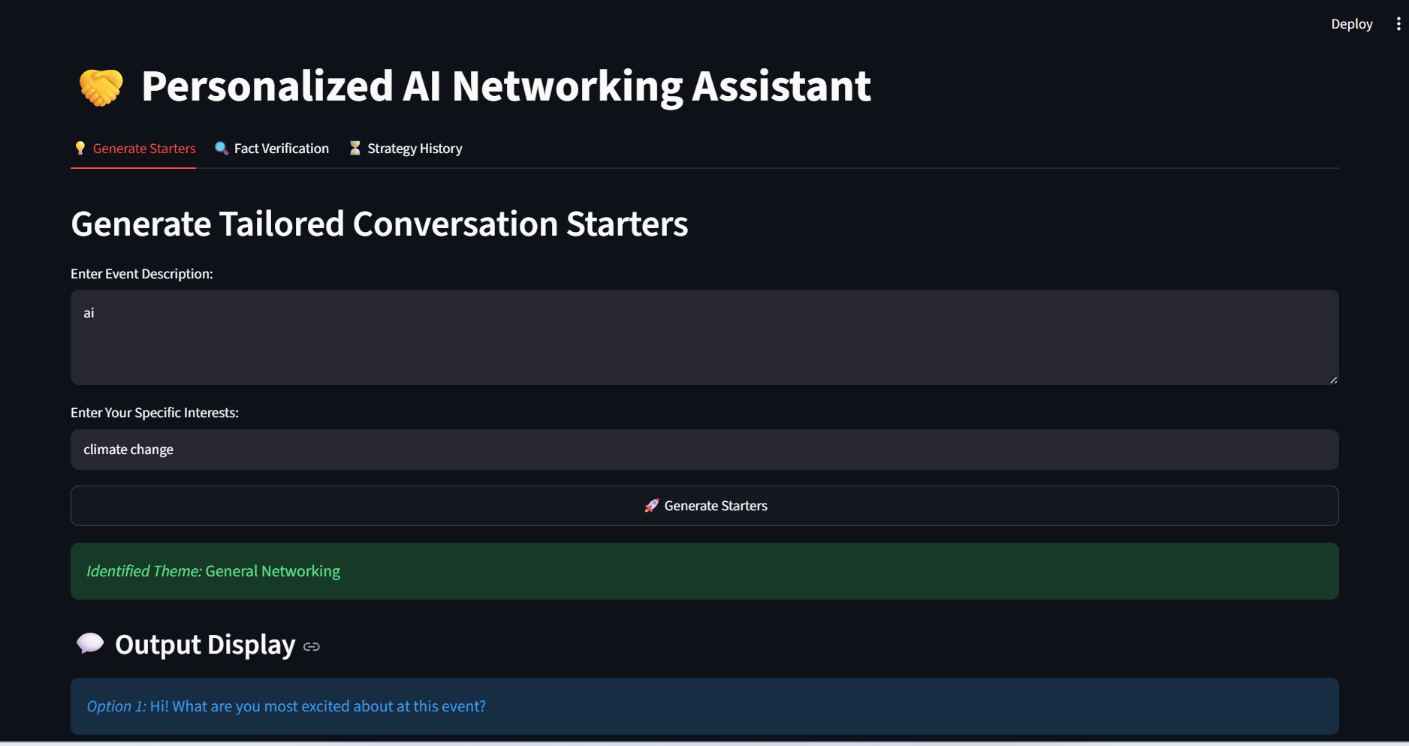 Deploy
Personalized AI Networking Assistant
Generate Starters Fact Verification Strategy History
Generate Tailored Conversation Starters
Enter Event Description:
ai
Enter Your Specific Interests:
climate change
Generate Starters
Identified Theme: General Networking
Output Display
Option 1: Hi! What are you most excited about at this event?